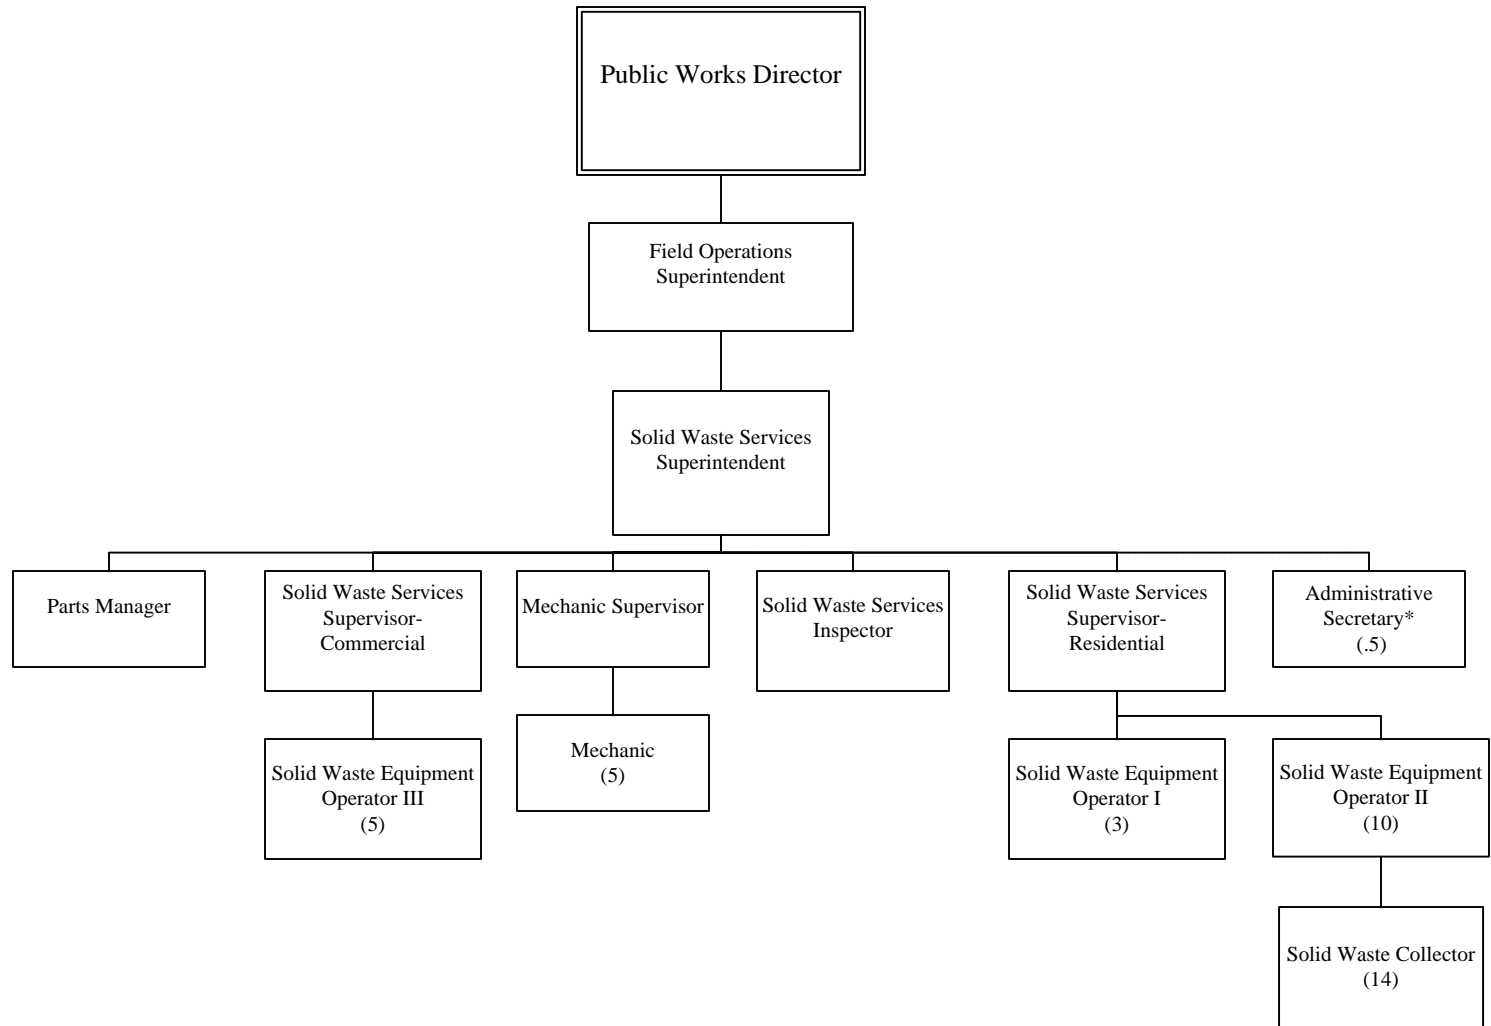 Public Works Director
Field Operations
Superintendent
Solid Waste Services
Superintendent
Parts Manager
Solid Waste Services
Supervisor-
Commercial
Mechanic Supervisor
Solid Waste Services
Inspector
Solid Waste Services
Supervisor-
Residential
Administrative
Secretary*
(.5)
Solid Waste Equipment
Operator III
(5)
Mechanic
(5)
Solid Waste Equipment
Operator I
(3)
Solid Waste Equipment
Operator II
(10)
Solid Waste Collector
(14)